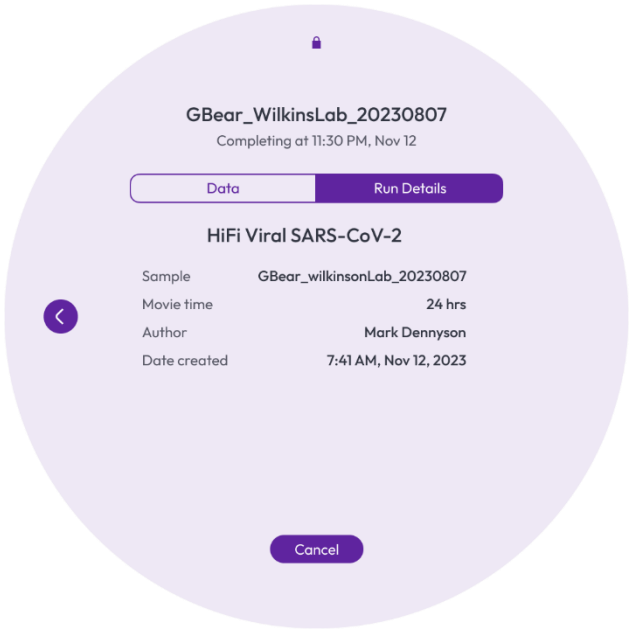 GBear_WilkinsLab_20230807
Completing at 11:30 PM, Nov 12
Data Run Details
HiFi Viral SARS-CoV-2
Sample GBear_wilkinsonLab_20230807
Movie time 24 hrs
Author Mark Dennyson
Date created 7:41 AM, Nov 12, 2023
Cancel